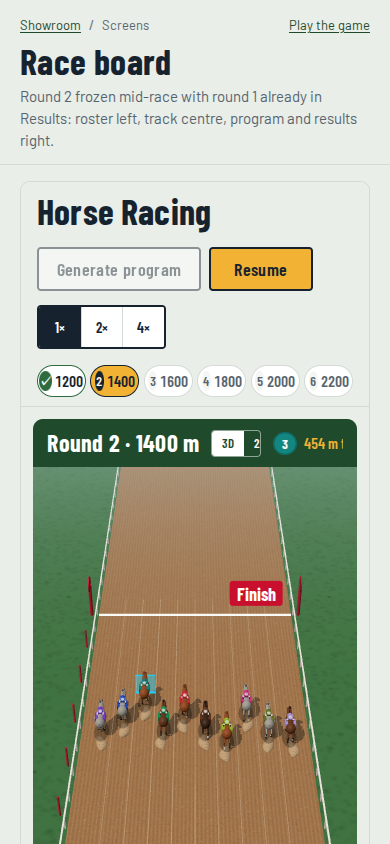 Showroom / Screens
Play the game
Race board
Round 2 frozen mid-race with round 1 already in
Results: roster left, track centre, program and results
right.
Horse Racing
Generate program
Resume
1×
2×
4×
✓ 1200
2 1400
3 1600
4 1800
5 2000
6 2200
Round 2 · 1400 m
3D
2
3
454 m
Finish